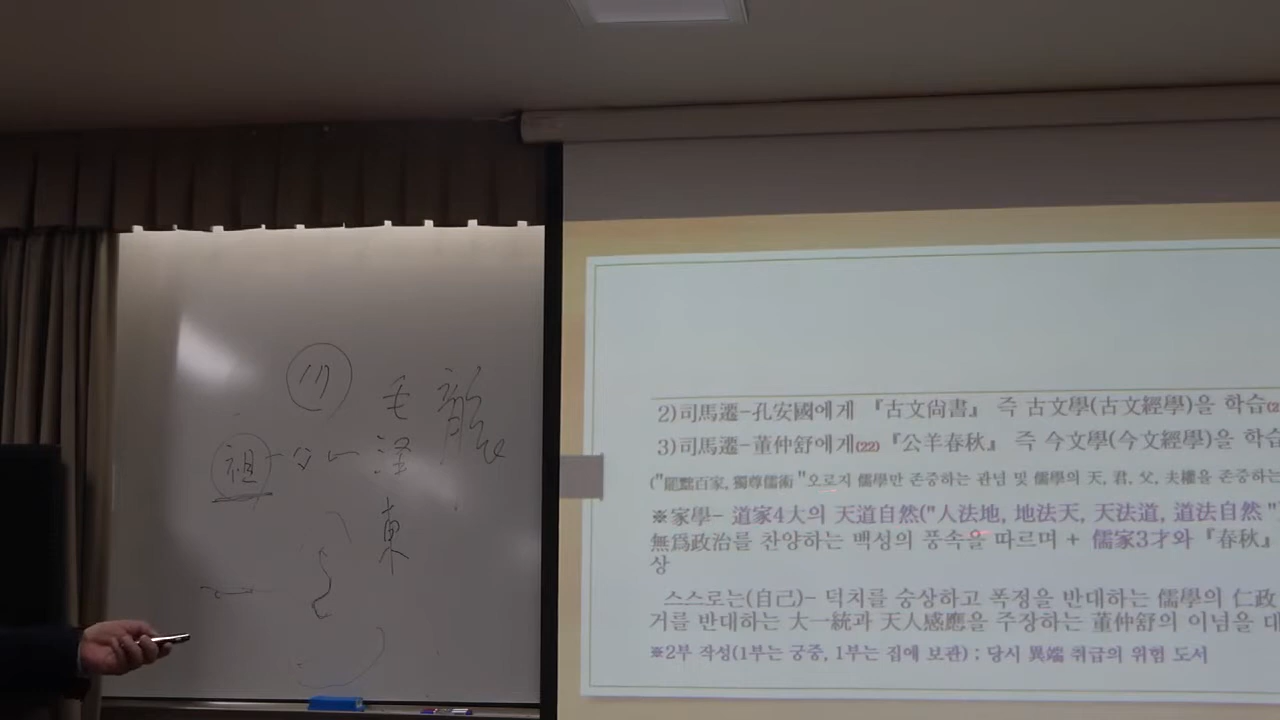 祖
毛
澤
東
龍
2)司馬遷-孔安國에게 『古文尙書』 즉 古文學(古文經學)을 학습(2
3)司馬遷-董仲舒에게(22)『公羊春秋』 즉 今文學(今文經學)을 학습
("罷黜百家, 獨尊儒術 "오로지 儒學만 존중하는 관념 및 儒學의 天, 君, 父, 夫權을 존중하는
※家學- 道家4大의 天道自然("人法地, 地法天, 天法道, 道法自然 "
無爲政治를 찬양하는 백성의 풍속을 따르며 + 儒家3才와『春秋』
상
스스로는(自己)- 덕치를 숭상하고 폭정을 반대하는 儒學의 仁政
거를 반대하는 大一統과 天人感應을 주장하는 董仲舒의 이념을 대
※2부 작성(1부는 궁중, 1부는 집에 보관) ; 당시 異端 취급의 위험 도서